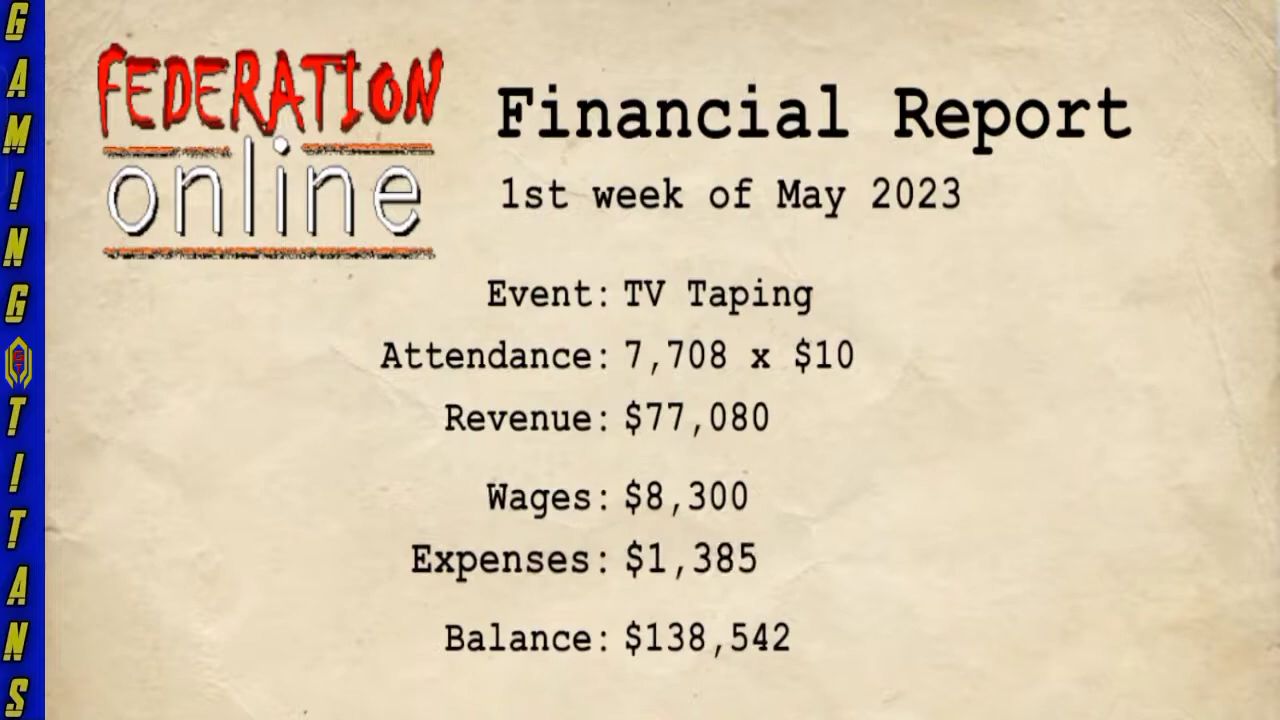 GAMING TITANS
FEDERATION
online
Financial Report
1st week of May 2023
Event: TV Taping
Attendance: 7,708 x $10
Revenue: $77,080
Wages: $8,300
Expenses: $1,385
Balance: $138,542